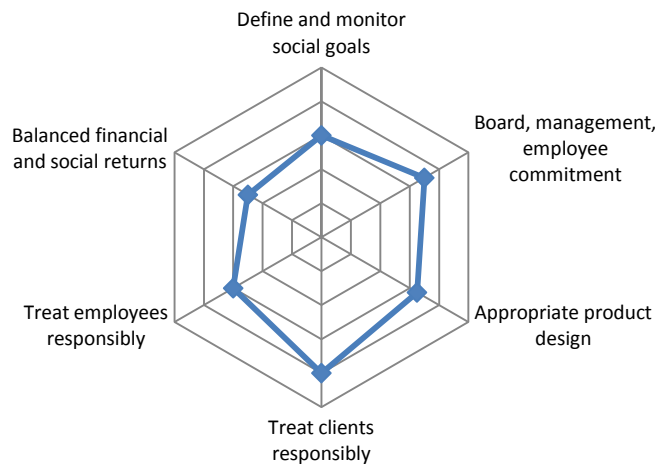 Define and monitor
social goals
Board, management,
employee
commitment
Appropriate product
design
Treat clients
responsibly
Treat employees
responsibly
Balanced financial
and social returns